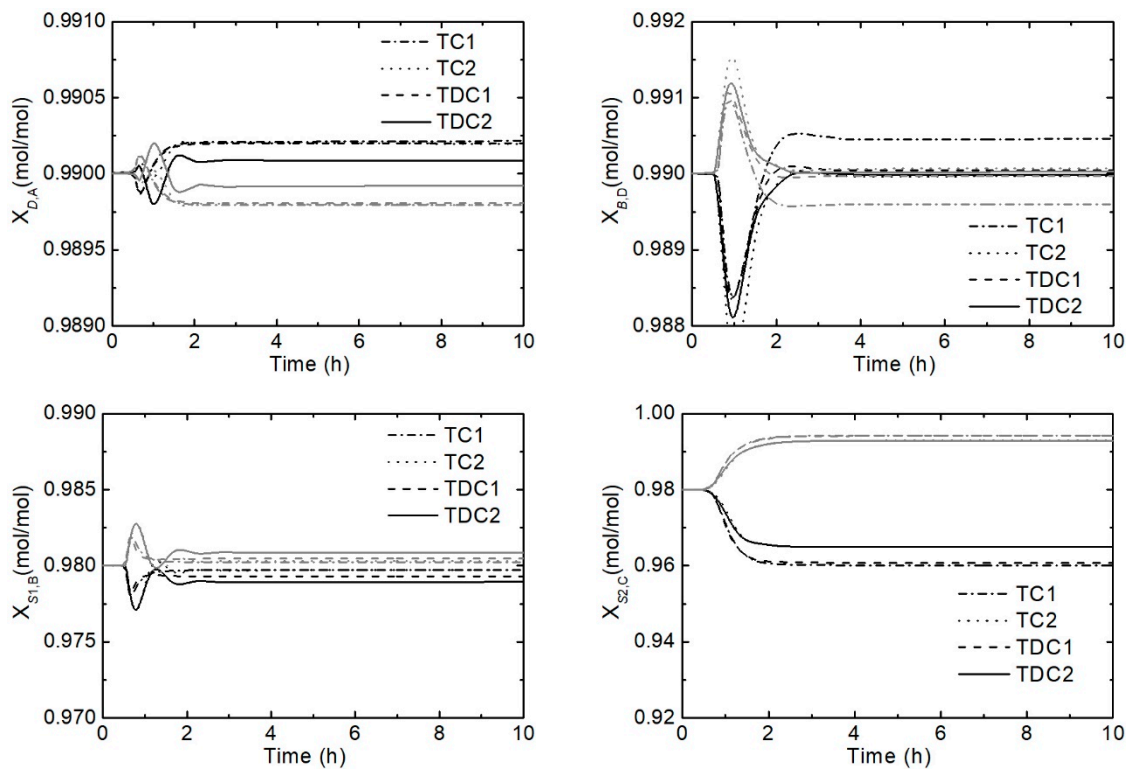 0.9910
0.9905
0.9900
0.9895
0.9890
X_{D,A}(mol/mol)
TC1
TC2
TDC1
TDC2
0 2 4 6 8 10
Time (h)
0.992
0.991
0.990
0.989
0.988
X_{B,D}(mol/mol)
TC1
TC2
TDC1
TDC2
0 2 4 6 8 10
Time (h)
0.990
0.985
0.980
0.975
0.970
X_{S1,B}(mol/mol)
TC1
TC2
TDC1
TDC2
0 2 4 6 8 10
Time (h)
1.00
0.98
0.96
0.94
0.92
X_{S2,C}(mol/mol)
TC1
TC2
TDC1
TDC2
0 2 4 6 8 10
Time (h)